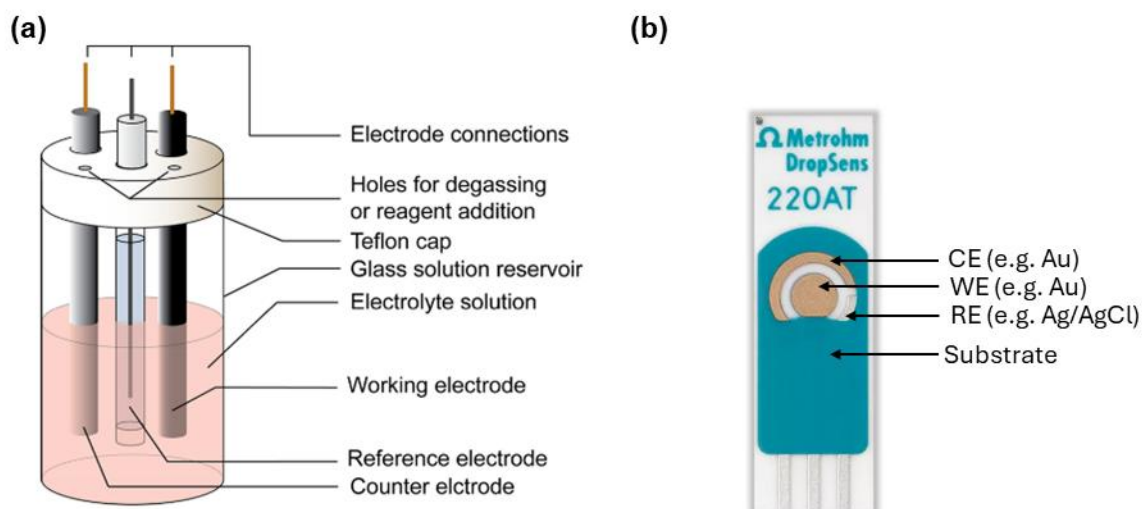 (a)
Electrode connections
Holes for degassing
or reagent addition
Teflon cap
Glass solution reservoir
Electrolyte solution
Working electrode
Reference electrode
Counter elctrode
(b)
Ω Metrohm
DropSens
220AT
CE (e.g. Au)
WE (e.g. Au)
RE (e.g. Ag/AgCl)
Substrate